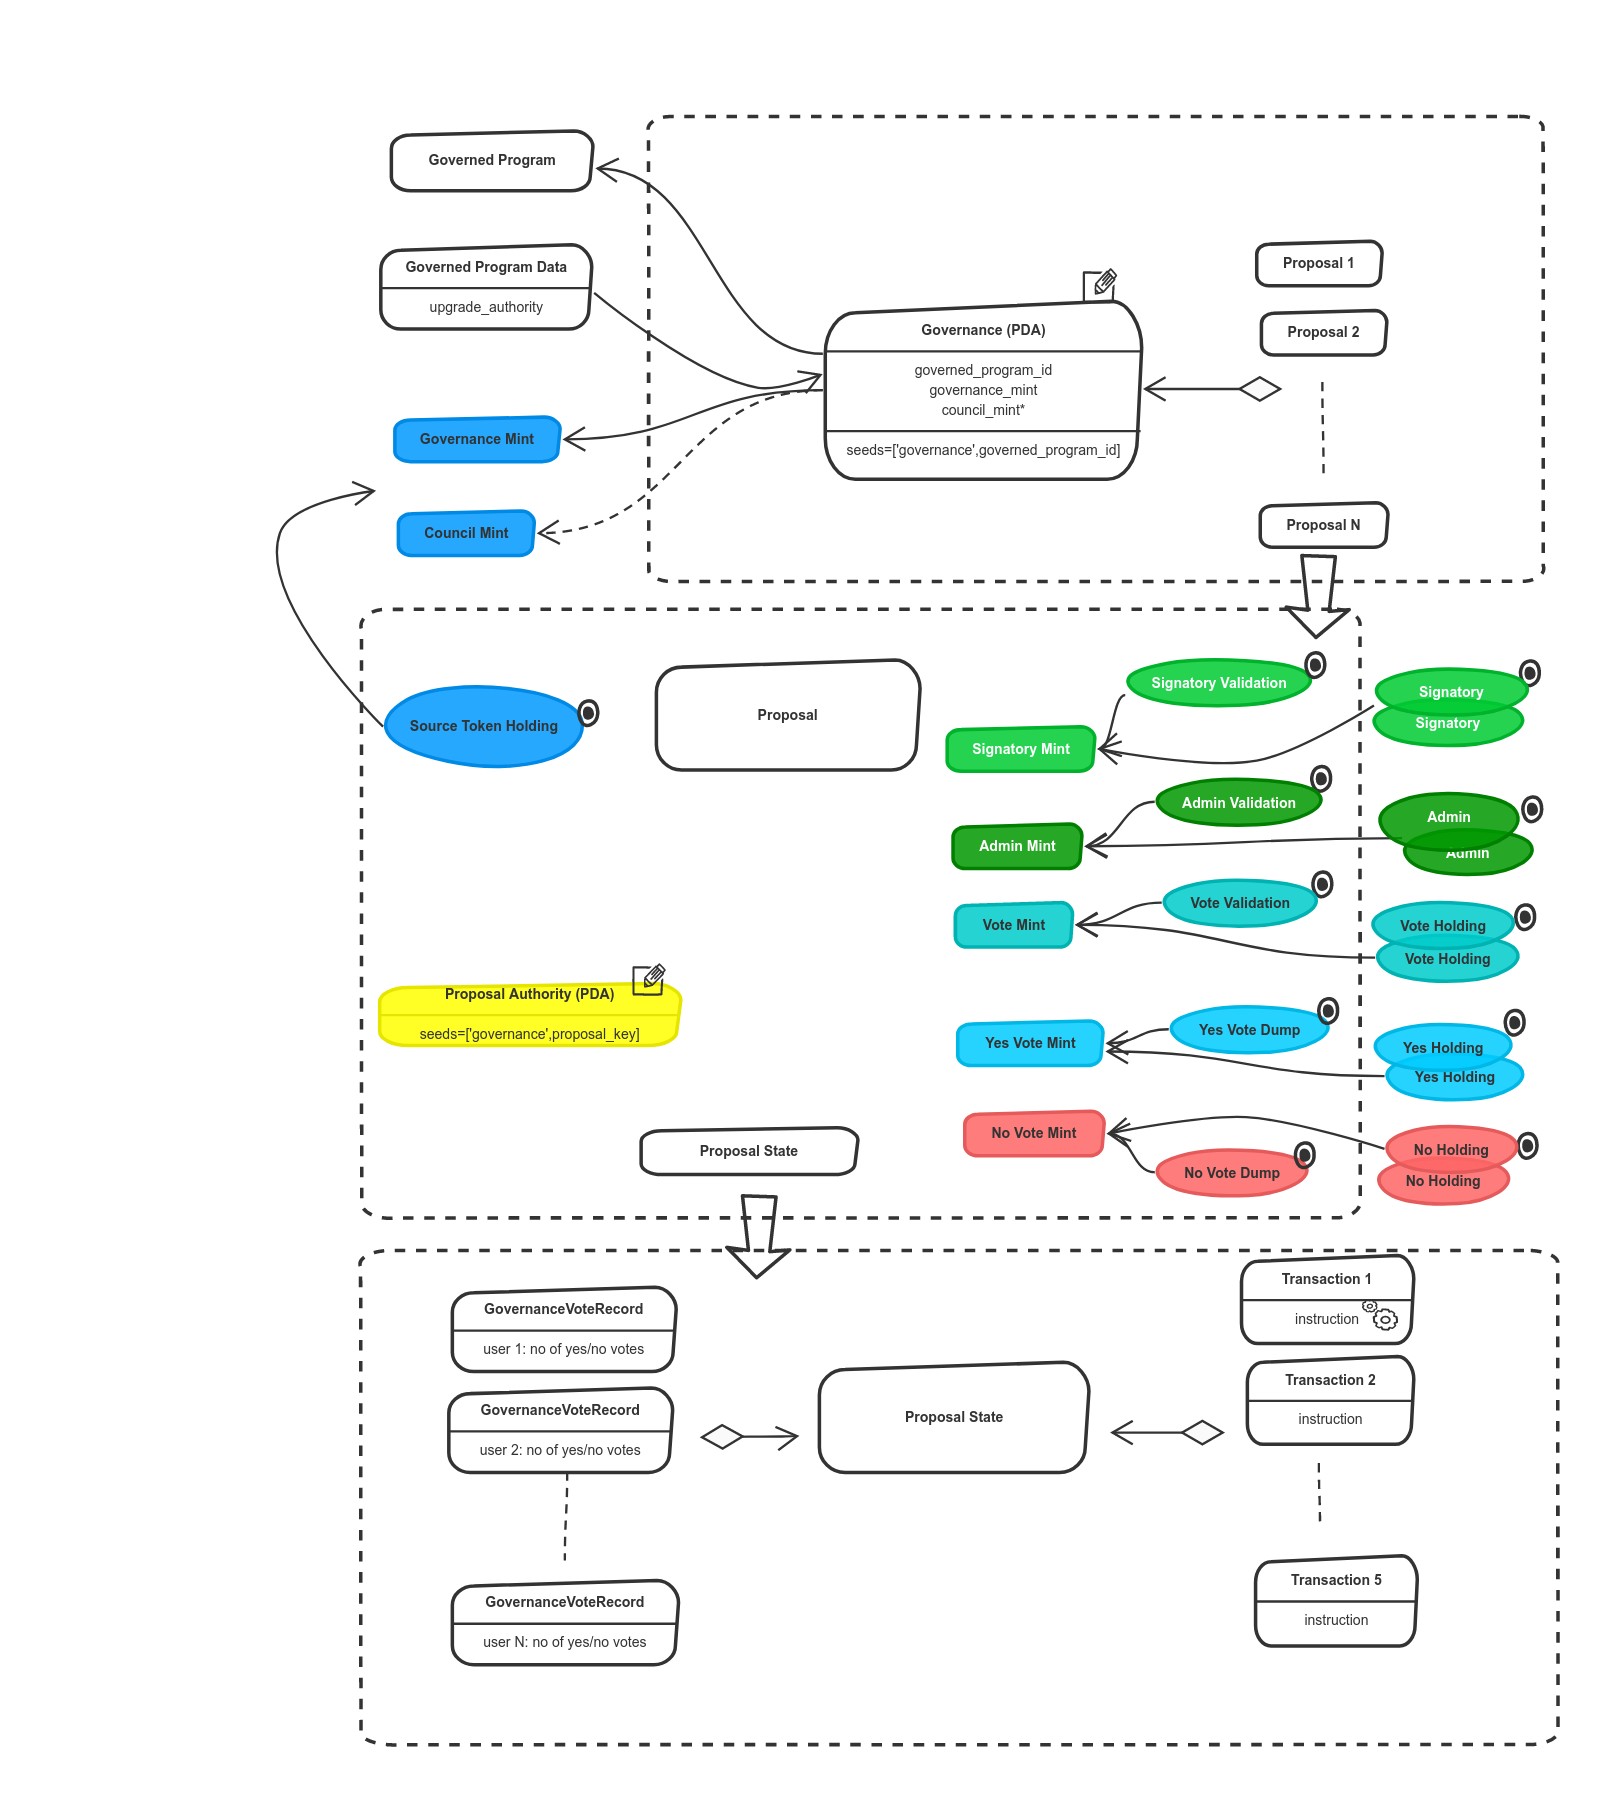 Governed Program
Governed Program Data
upgrade_authority
Governance Mint
Council Mint
Governance (PDA)
governed_program_id
governance_mint
council_mint*
seeds=['governance',governed_program_id]
Proposal 1
Proposal 2
Proposal N
Source Token Holding
Proposal
Signatory Validation
Signatory
Signatory
Signatory Mint
Admin Validation
Admin
Admin
Admin Mint
Vote Validation
Vote Mint
Vote Holding
Vote Holding
Proposal Authority (PDA)
seeds=['governance',proposal_key]
Yes Vote Dump
Yes Vote Mint
Yes Holding
Yes Holding
No Vote Mint
No Vote Dump
No Holding
No Holding
Proposal State
GovernanceVoteRecord
user 1: no of yes/no votes
GovernanceVoteRecord
user 2: no of yes/no votes
GovernanceVoteRecord
user N: no of yes/no votes
Proposal State
Transaction 1
instruction
Transaction 2
instruction
Transaction 5
instruction